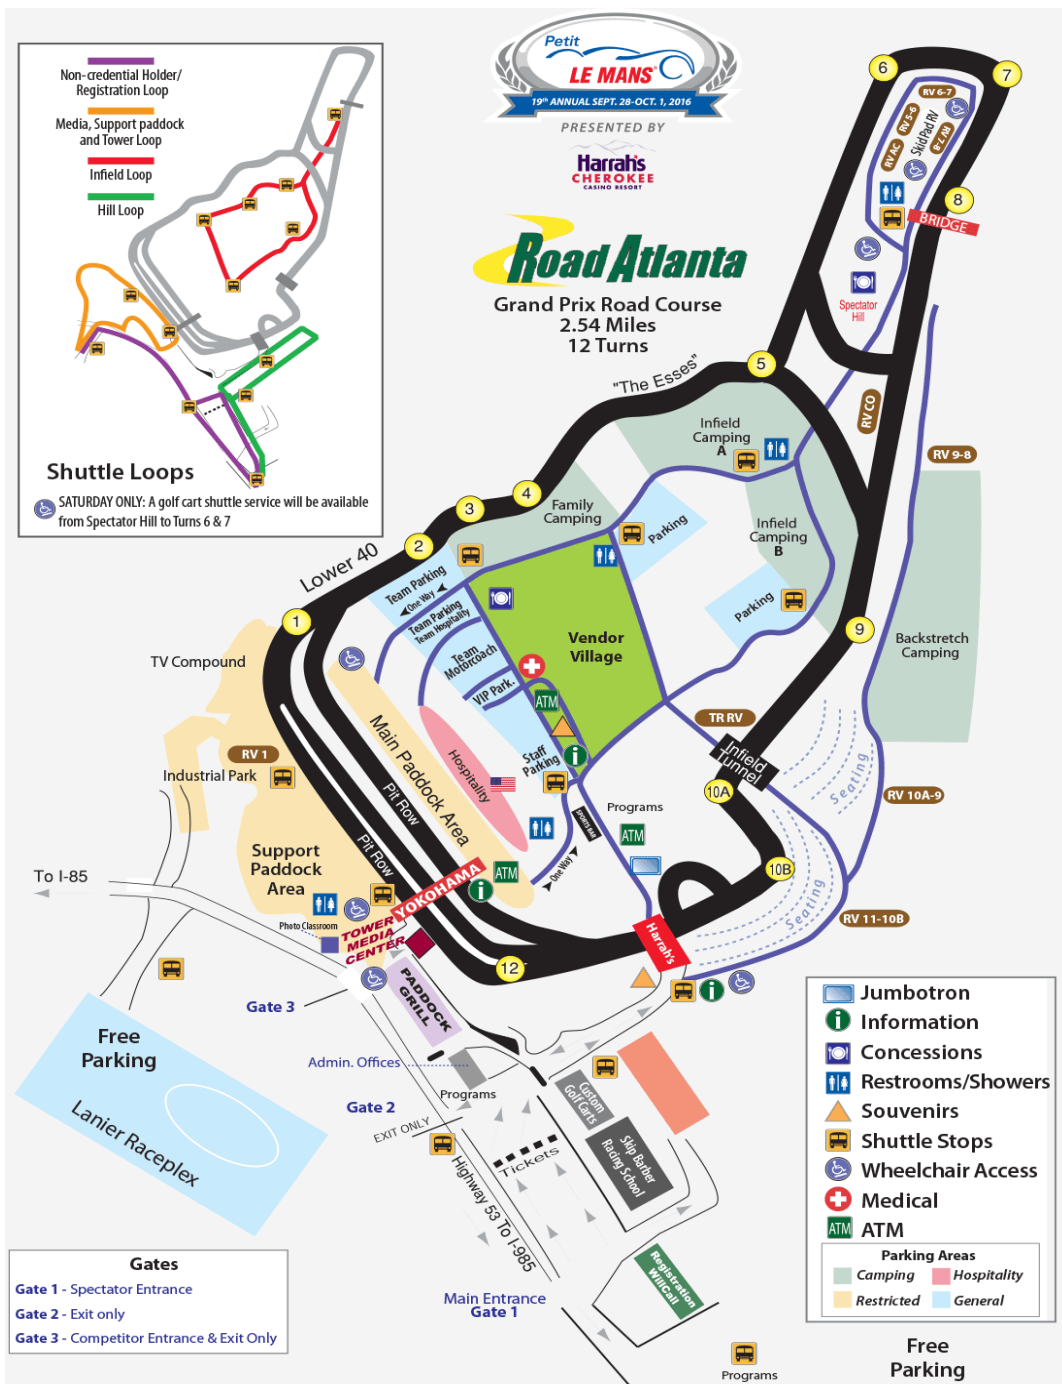 Non-credential Holder/
Registration Loop
Media, Support paddock
and Tower Loop
Infield Loop
Hill Loop
Shuttle Loops
SATURDAY ONLY: A golf cart shuttle service will be available
from Spectator Hill to Turns 6 & 7
Petit
LE MANS
19th ANNUAL SEPT. 28-OCT. 1, 2016
PRESENTED BY
Harrah's
CHEROKEE
CASINO RESORT
Road Atlanta
Grand Prix Road Course
2.54 Miles
12 Turns
6
7
RV 6-7
RV 5-6
Skid Pad RV
RV 7-8
RV AC
8
BRIDGE
Spectator
Hill
5
"The Esses"
RV CO
Infield
Camping
A
RV 9-8
4
3
2
Family
Camping
Parking
Infield
Camping
B
Lower 40
Team Parking
One Way
Team Parking
Team Hospitality
Parking
1
9
Vendor
Village
Backstretch
Camping
TV Compound
Team
Motorcoach
VIP Park.
ATM
TR RV
Main Paddock Area
RV 1
Industrial Park
Hospitality
Staff
Parking
Infield
Tunnel
Seating
10A
RV 10A-9
Pit Row
Pit Row
Programs
SPORTS BAR
ATM
Support
Paddock
Area
To I-85
One Way
10B
YOKOHAMA
ATM
Seating
RV 11-10B
Photo Classroom
TOWER
MEDIA
CENTER
Harrah's
12
PADDOCK
GRILL
Gate 3
Free
Parking
Admin. Offices
Programs
Custom
Golf Carts
Lanier Raceplex
Gate 2
EXIT ONLY
Tickets
Skip Barber
Racing School
Highway 53 To I-985
Registration
WillCall
Main Entrance
Gate 1
Jumbotron
Information
Concessions
Restrooms/Showers
Souvenirs
Shuttle Stops
Wheelchair Access
Medical
ATM
ATM
Parking Areas
Camping
Hospitality
Restricted
General
Gates
Gate 1 - Spectator Entrance
Gate 2 - Exit only
Gate 3 - Competitor Entrance & Exit Only
Free
Parking
Programs